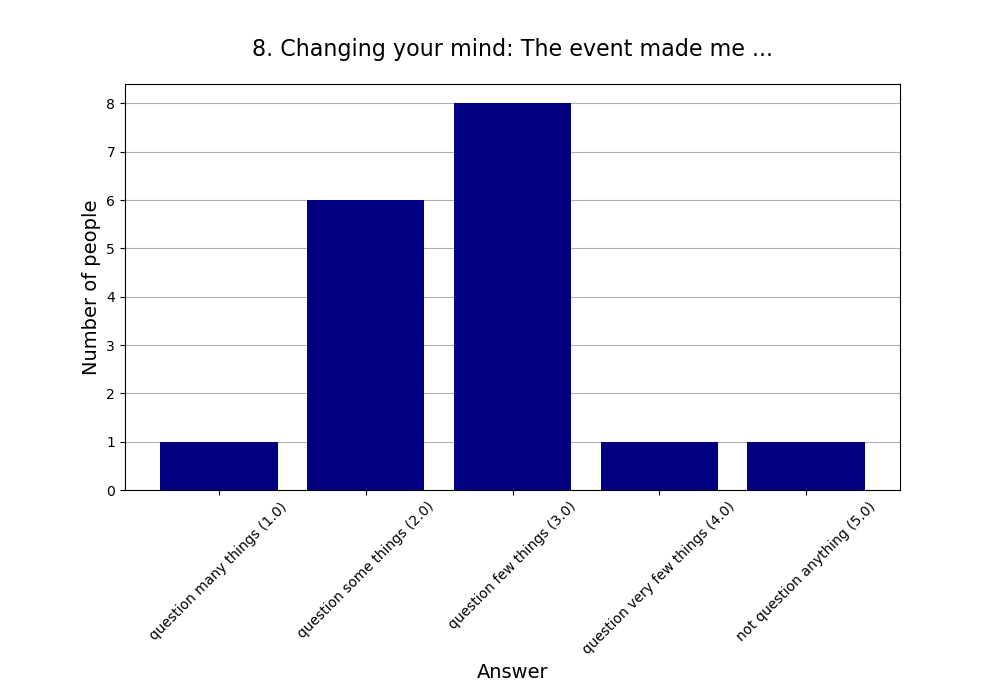 8. Changing your mind: The event made me ...
Number of people
8
7
6
5
4
3
2
1
0
question many things (1.0)
question some things (2.0)
question few things (3.0)
question very few things (4.0)
not question anything (5.0)
Answer